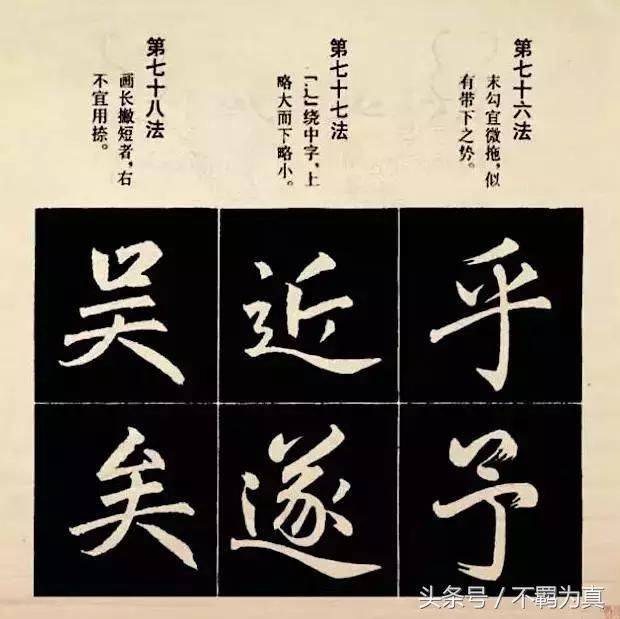 第七十六法
末勾宜微拖，似
有带下之势。
第七十七法
「辶」绕中字，上
略大而下略小。
第七十八法
画长撇短者，右
不宜用捺。
乎
予
近
遂
吴
矣
头条号 / 不羁为真